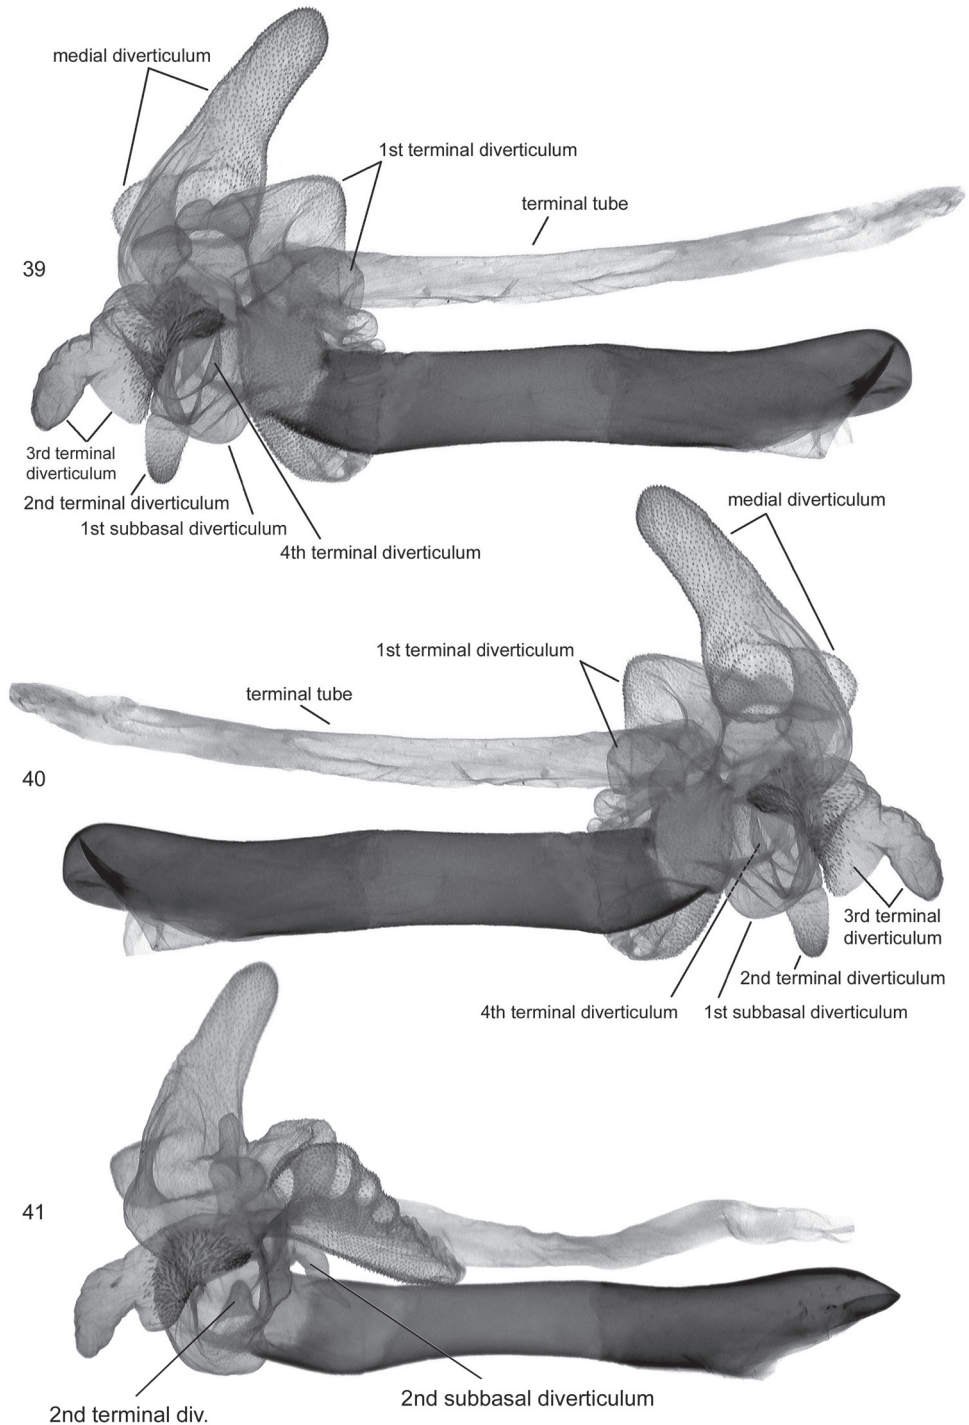 medial diverticulum
1st terminal diverticulum
terminal tube
39
3rd terminal
diverticulum
2nd terminal diverticulum
1st subbasal diverticulum
4th terminal diverticulum
medial diverticulum
1st terminal diverticulum
terminal tube
40
3rd terminal
diverticulum
2nd terminal diverticulum
4th terminal diverticulum
1st subbasal diverticulum
41
2nd subbasal diverticulum
2nd terminal div.